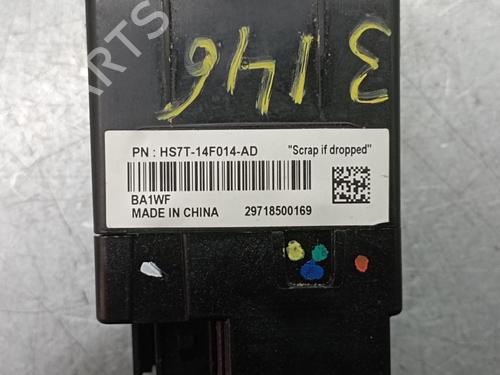 3146
PN : HS7T-14F014-AD "Scrap if dropped"
BA1WF
MADE IN CHINA 29718500169